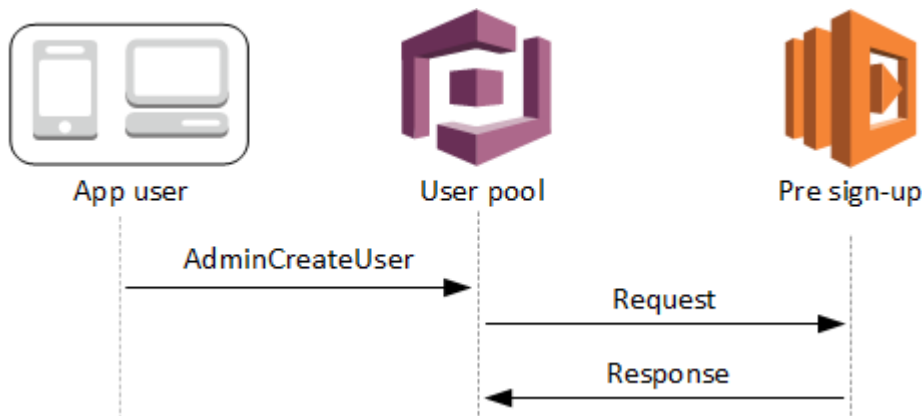 App user
User pool
Pre sign-up
AdminCreateUser
Request
Response